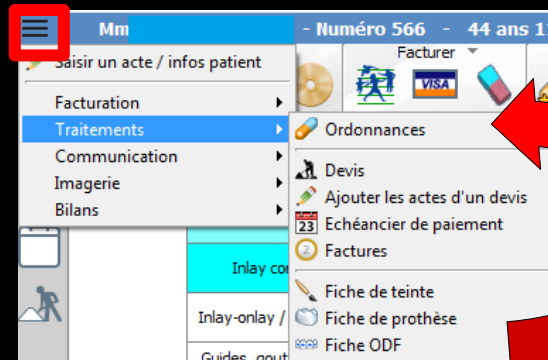 Mm - Numéro 566 - 44 ans 1
Saisir un acte / infos patient
Facturer
VISA
Facturation
Traitements
Communication
Imagerie
Bilans
Ordonnances
Devis
Ajouter les actes d'un devis
23 Echéancier de paiement
2 Factures
Inlay
Fiche de teinte
Inlay-onlay /
Fiche de prothèse
Fiche ODF
Guides,